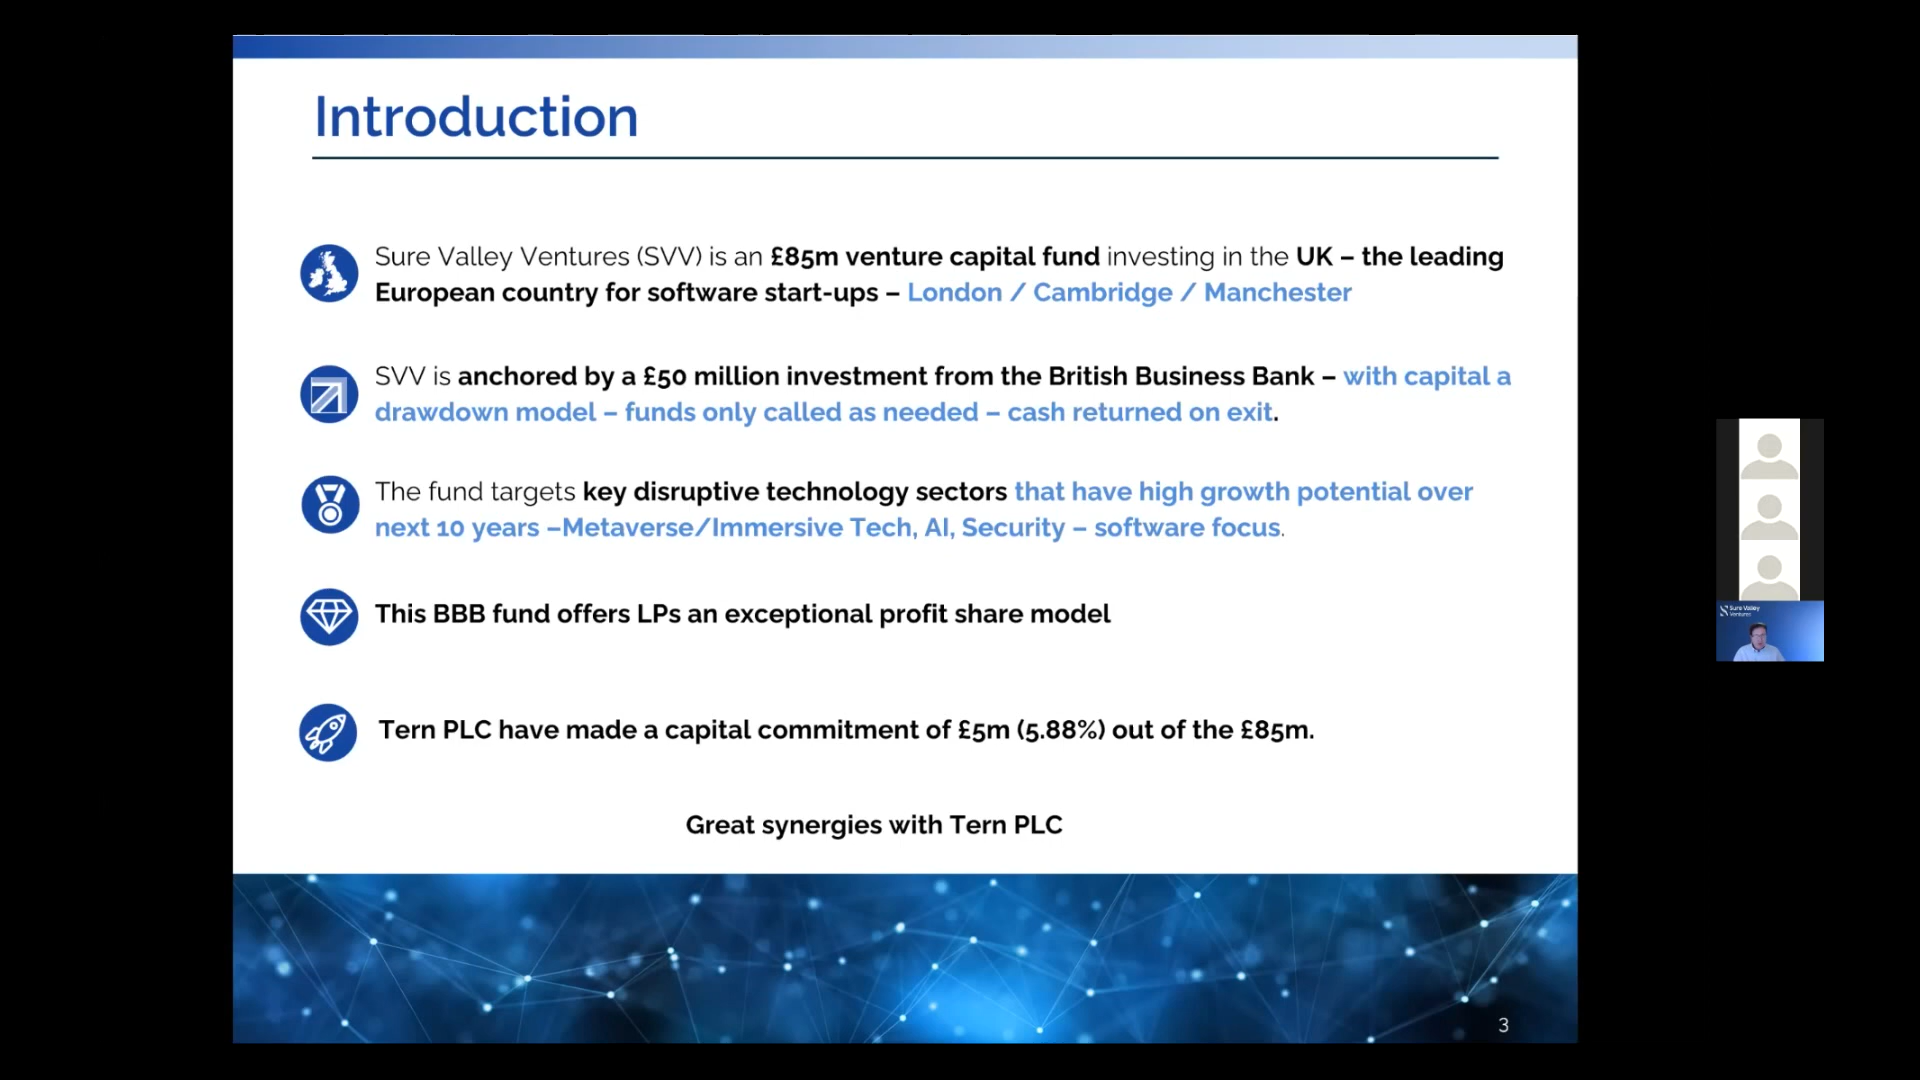 Introduction
Sure Valley Ventures (SVV) is an £85m venture capital fund investing in the UK – the leading
European country for software start-ups – London / Cambridge / Manchester
SVV is anchored by a £50 million investment from the British Business Bank – with capital a
drawdown model – funds only called as needed – cash returned on exit.
The fund targets key disruptive technology sectors that have high growth potential over
next 10 years –Metaverse/Immersive Tech, AI, Security – software focus.
This BBB fund offers LPs an exceptional profit share model
Tern PLC have made a capital commitment of £5m (5.88%) out of the £85m.
Great synergies with Tern PLC
3
Sure Valley
Ventures